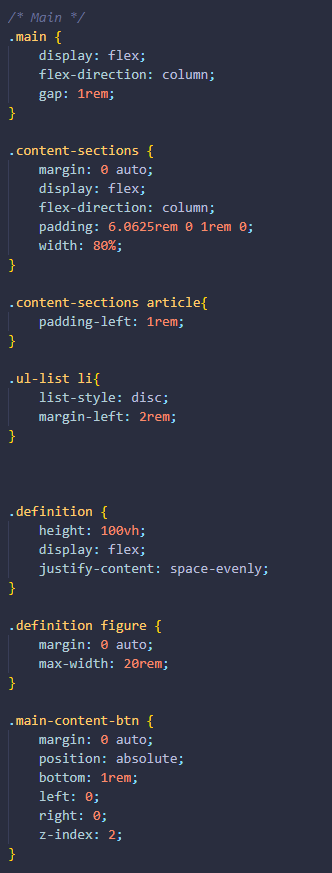 /* Main */
.main {
    display: flex;
    flex-direction: column;
    gap: 1rem;
}

.content-sections {
    margin: 0 auto;
    display: flex;
    flex-direction: column;
    padding: 6.0625rem 0 1rem 0;
    width: 80%;
}

.content-sections article{
    padding-left: 1rem;
}

.ul-list li{
    list-style: disc;
    margin-left: 2rem;
}

.definition {
    height: 100vh;
    display: flex;
    justify-content: space-evenly;
}

.definition figure {
    margin: 0 auto;
    max-width: 20rem;
}

.main-content-btn {
    margin: 0 auto;
    position: absolute;
    bottom: 1rem;
    left: 0;
    right: 0;
    z-index: 2;
}